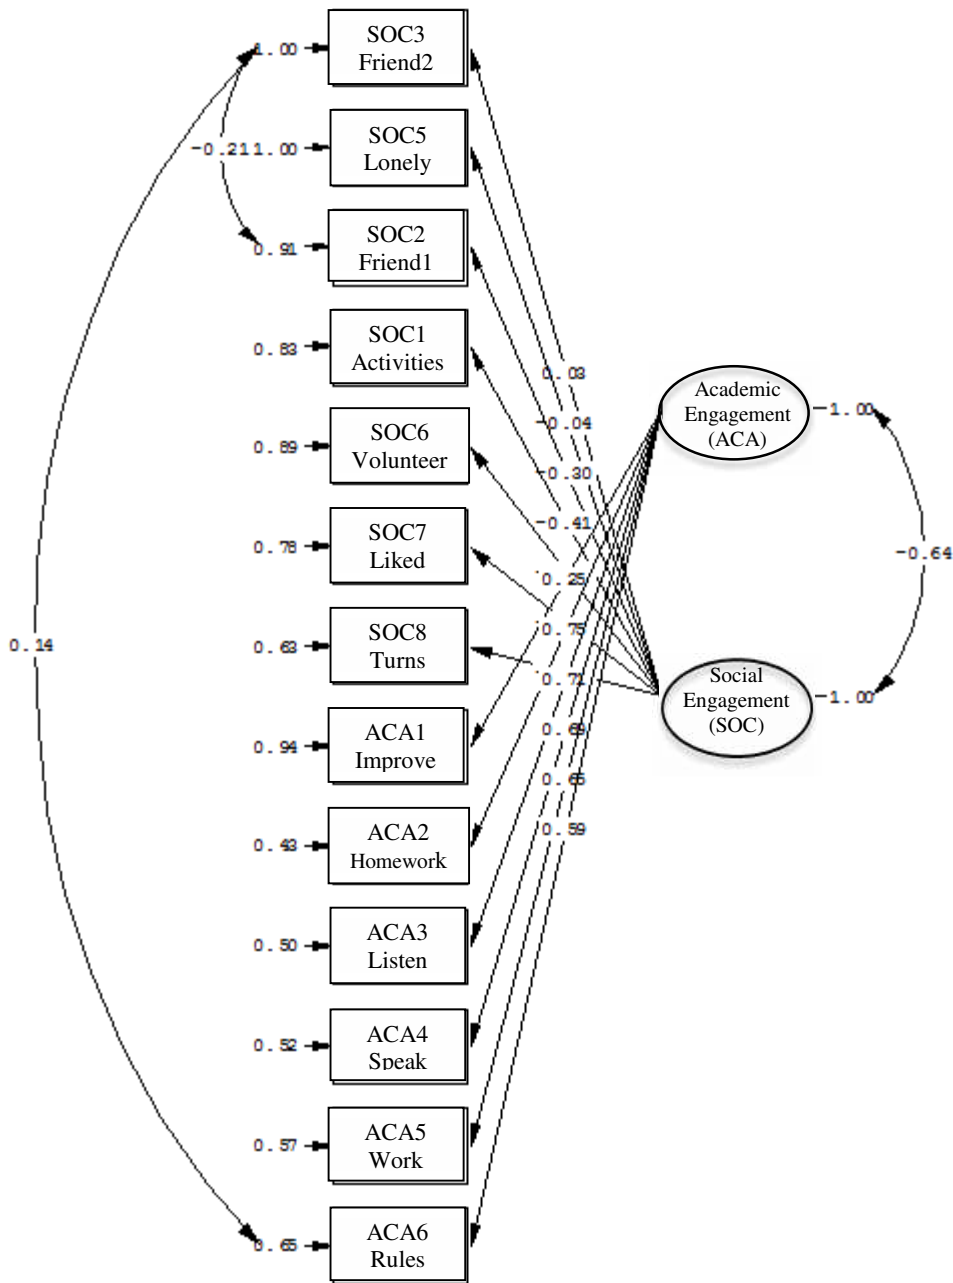 1.00 SOC3
Friend2
-0.21 1.00 SOC5
Lonely
0.91 SOC2
Friend1
0.83 SOC1
Activities
0.89 SOC6
Volunteer
0.78 SOC7
Liked
0.63 SOC8
Turns
0.94 ACA1
Improve
0.43 ACA2
Homework
0.50 ACA3
Listen
0.52 ACA4
Speak
0.57 ACA5
Work
0.65 ACA6
Rules
0.14
0.03
-0.04
-0.30
-0.41
0.25
0.75
0.71
0.69
0.65
0.59
Academic
Engagement
(ACA)
-1.00
-0.64
Social
Engagement
(SOC)
-1.00